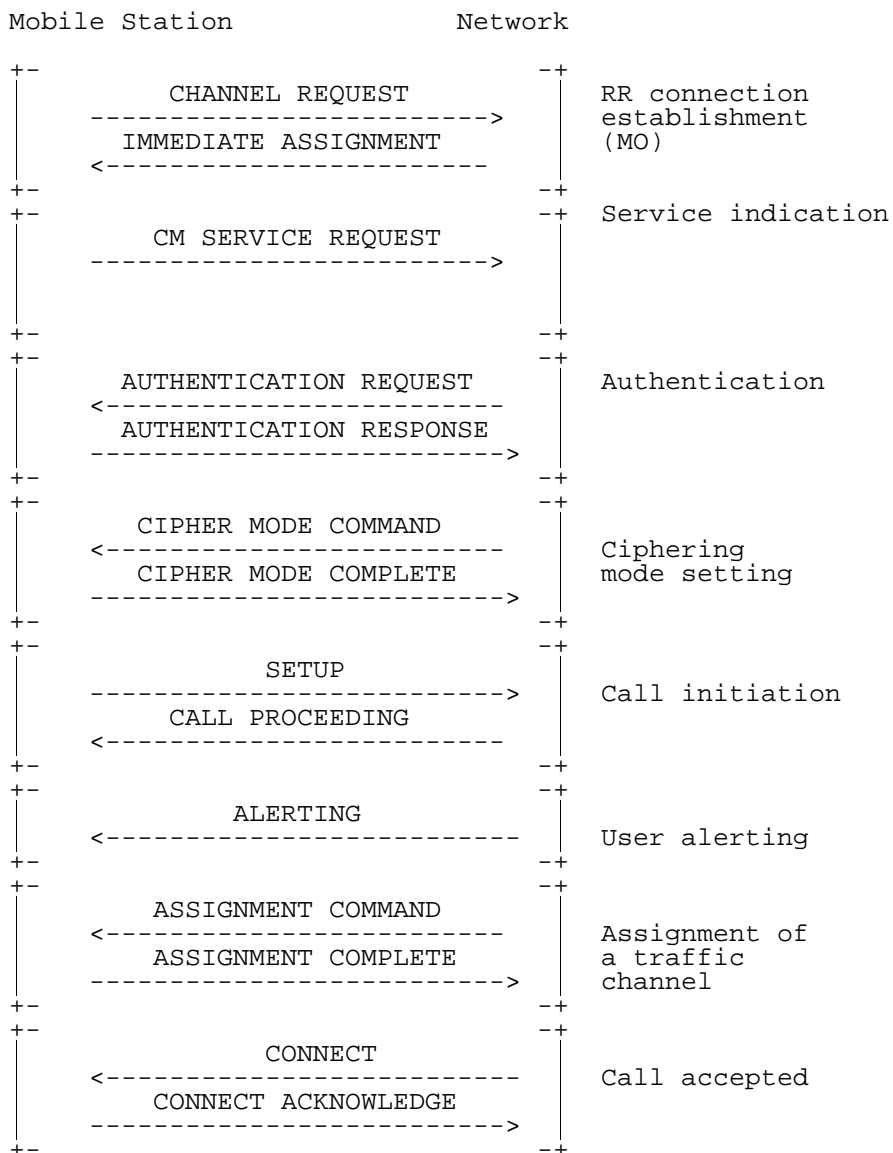 Mobile Station Network
CHANNEL REQUEST RR connection
establishment
IMMEDIATE ASSIGNMENT (MO)
Service indication
CM SERVICE REQUEST
AUTHENTICATION REQUEST Authentication
AUTHENTICATION RESPONSE
CIPHER MODE COMMAND
Ciphering
CIPHER MODE COMPLETE mode setting
SETUP
Call initiation
CALL PROCEEDING
ALERTING
User alerting
ASSIGNMENT COMMAND
Assignment of
ASSIGNMENT COMPLETE a traffic
channel
CONNECT
Call accepted
CONNECT ACKNOWLEDGE